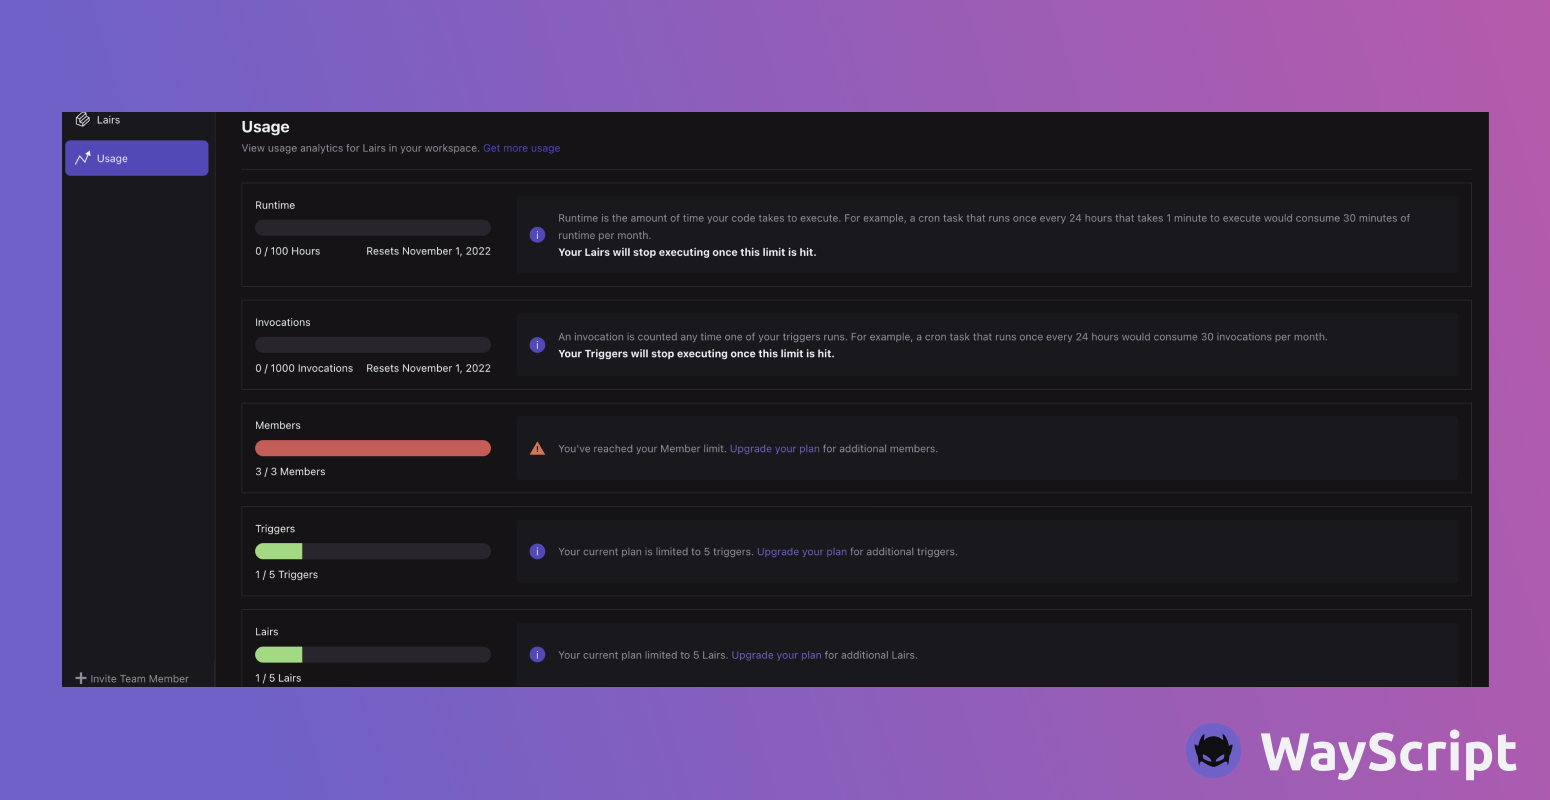 Lairs
Usage
Invite Team Member
Usage
View usage analytics for Lairs in your workspace. Get more usage
Runtime
0 / 100 Hours Resets November 1, 2022
Runtime is the amount of time your code takes to execute. For example, a cron task that runs once every 24 hours that takes 1 minute to execute would consume 30 minutes of
runtime per month.
Your Lairs will stop executing once this limit is hit.
Invocations
0 / 1000 Invocations Resets November 1, 2022
An invocation is counted any time one of your triggers runs. For example, a cron task that runs once every 24 hours would consume 30 invocations per month.
Your Triggers will stop executing once this limit is hit.
Members
3 / 3 Members
You've reached your Member limit. Upgrade your plan for additional members.
Triggers
1 / 5 Triggers
Your current plan is limited to 5 triggers. Upgrade your plan for additional triggers.
Lairs
1 / 5 Lairs
Your current plan limited to 5 Lairs. Upgrade your plan for additional Lairs.
WayScript